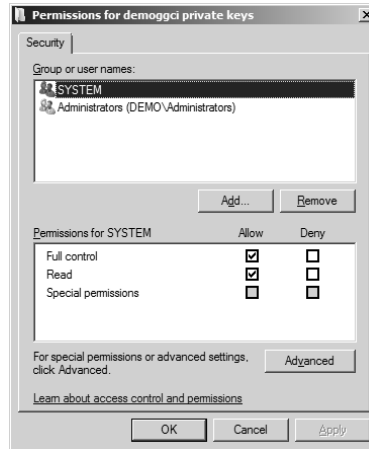 Permissions for demoggci private keys
Security
Group or user names:
SYSTEM
Administrators (DEMO\Administrators)
Add...
Remove
Permissions for SYSTEM
Allow
Deny
Full control
Read
Special permissions
For special permissions or advanced settings,
click Advanced.
Advanced
Learn about access control and permissions
OK
Cancel
Apply